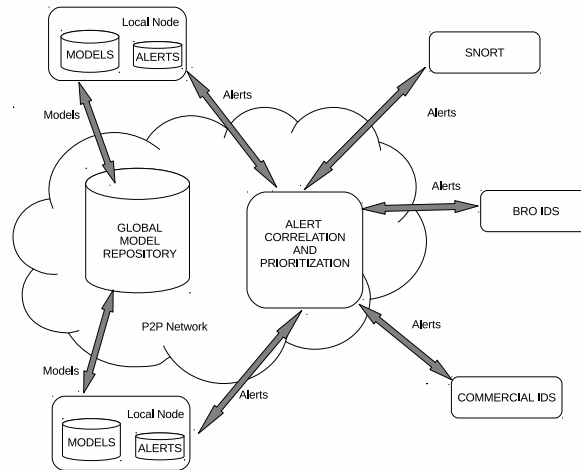 Local Node
MODELS
ALERTS
SNORT
Models
Alerts
Alerts
GLOBAL
MODEL
REPOSITORY
ALERT
CORRELATION
AND
PRIORITIZATION
Alerts
BRO IDS
P2P Network
Alerts
Models
Alerts
COMMERCIAL IDS
Local Node
MODELS
ALERTS